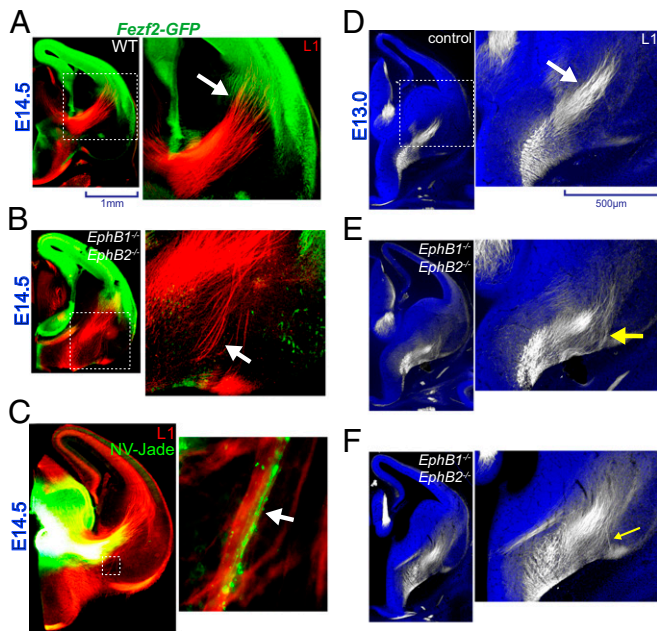 A
Fezf2-GFP
WT
L1
E14.5
1mm
B
EphB1-/-
EphB2-/-
E14.5
C
L1
NV-Jade
E14.5
D
control
L1
E13.0
500µm
E
EphB1-/-
EphB2-/-
F
EphB1-/-
EphB2-/-